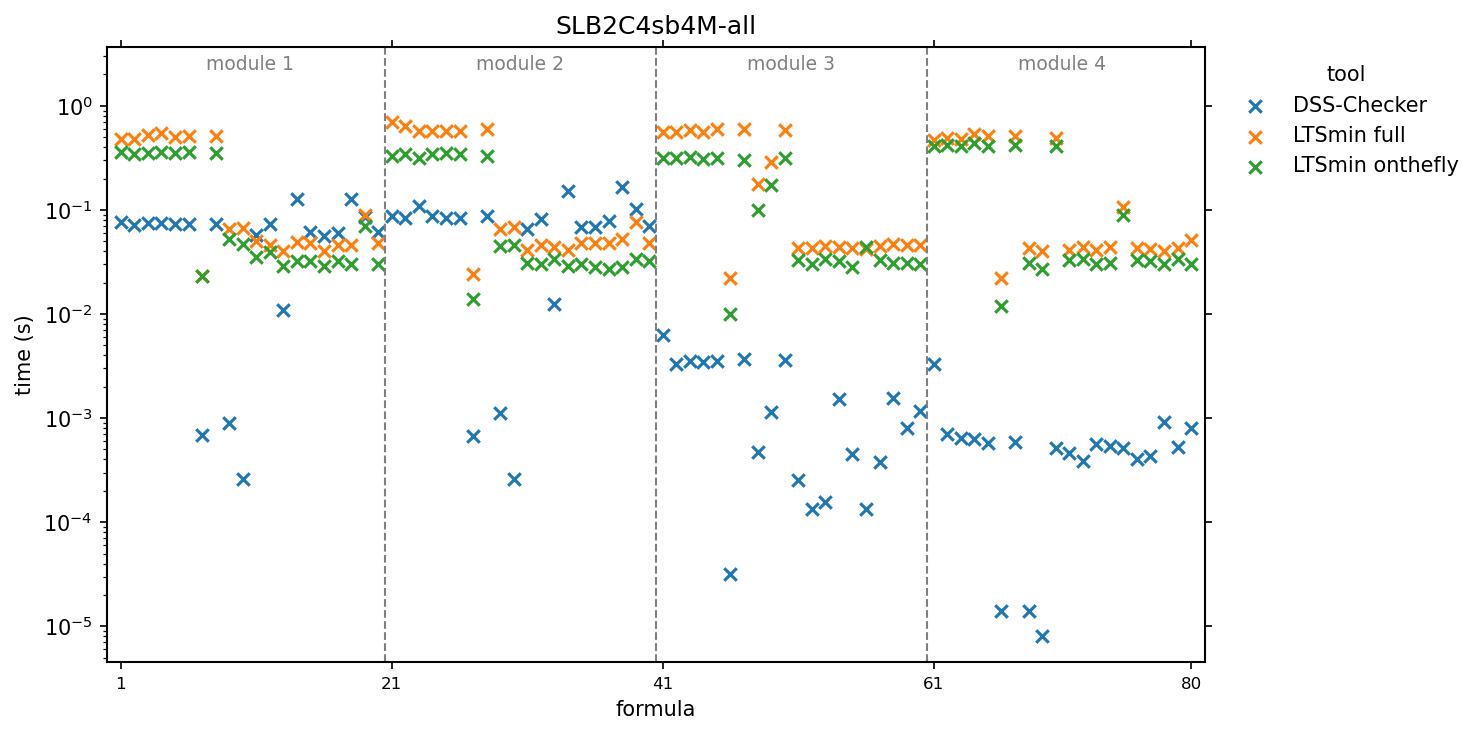 SLB2C4sb4M-all
module 1
module 2
module 3
module 4
tool
DSS-Checker
LTSmin full
LTSmin onthefly
time (s)
10⁰
10⁻¹
10⁻²
10⁻³
10⁻⁴
10⁻⁵
1 21 41 61 80
formula